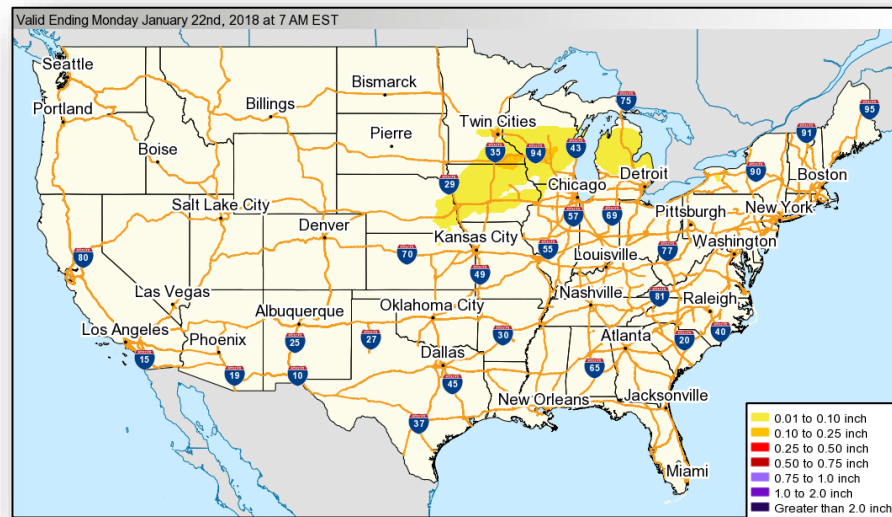 Valid Ending Monday January 22nd, 2018 at 7 AM EST
Seattle
Portland
Boise
Billings
Bismarck
Pierre
Twin Cities
Salt Lake City
Denver
Las Vegas
Los Angeles
Phoenix
Albuquerque
Kansas City
Oklahoma City
Dallas
New Orleans
Chicago
Detroit
Louisville
Nashville
Atlanta
Jacksonville
Miami
Raleigh
Washington
Pittsburgh
New York
Boston
75
95
91
90
35
94
43
29
57
69
80
70
55
77
49
81
25
27
30
20
40
15
19
10
45
65
37
0.01 to 0.10 inch
0.10 to 0.25 inch
0.25 to 0.50 inch
0.50 to 0.75 inch
0.75 to 1.0 inch
1.0 to 2.0 inch
Greater than 2.0 inch